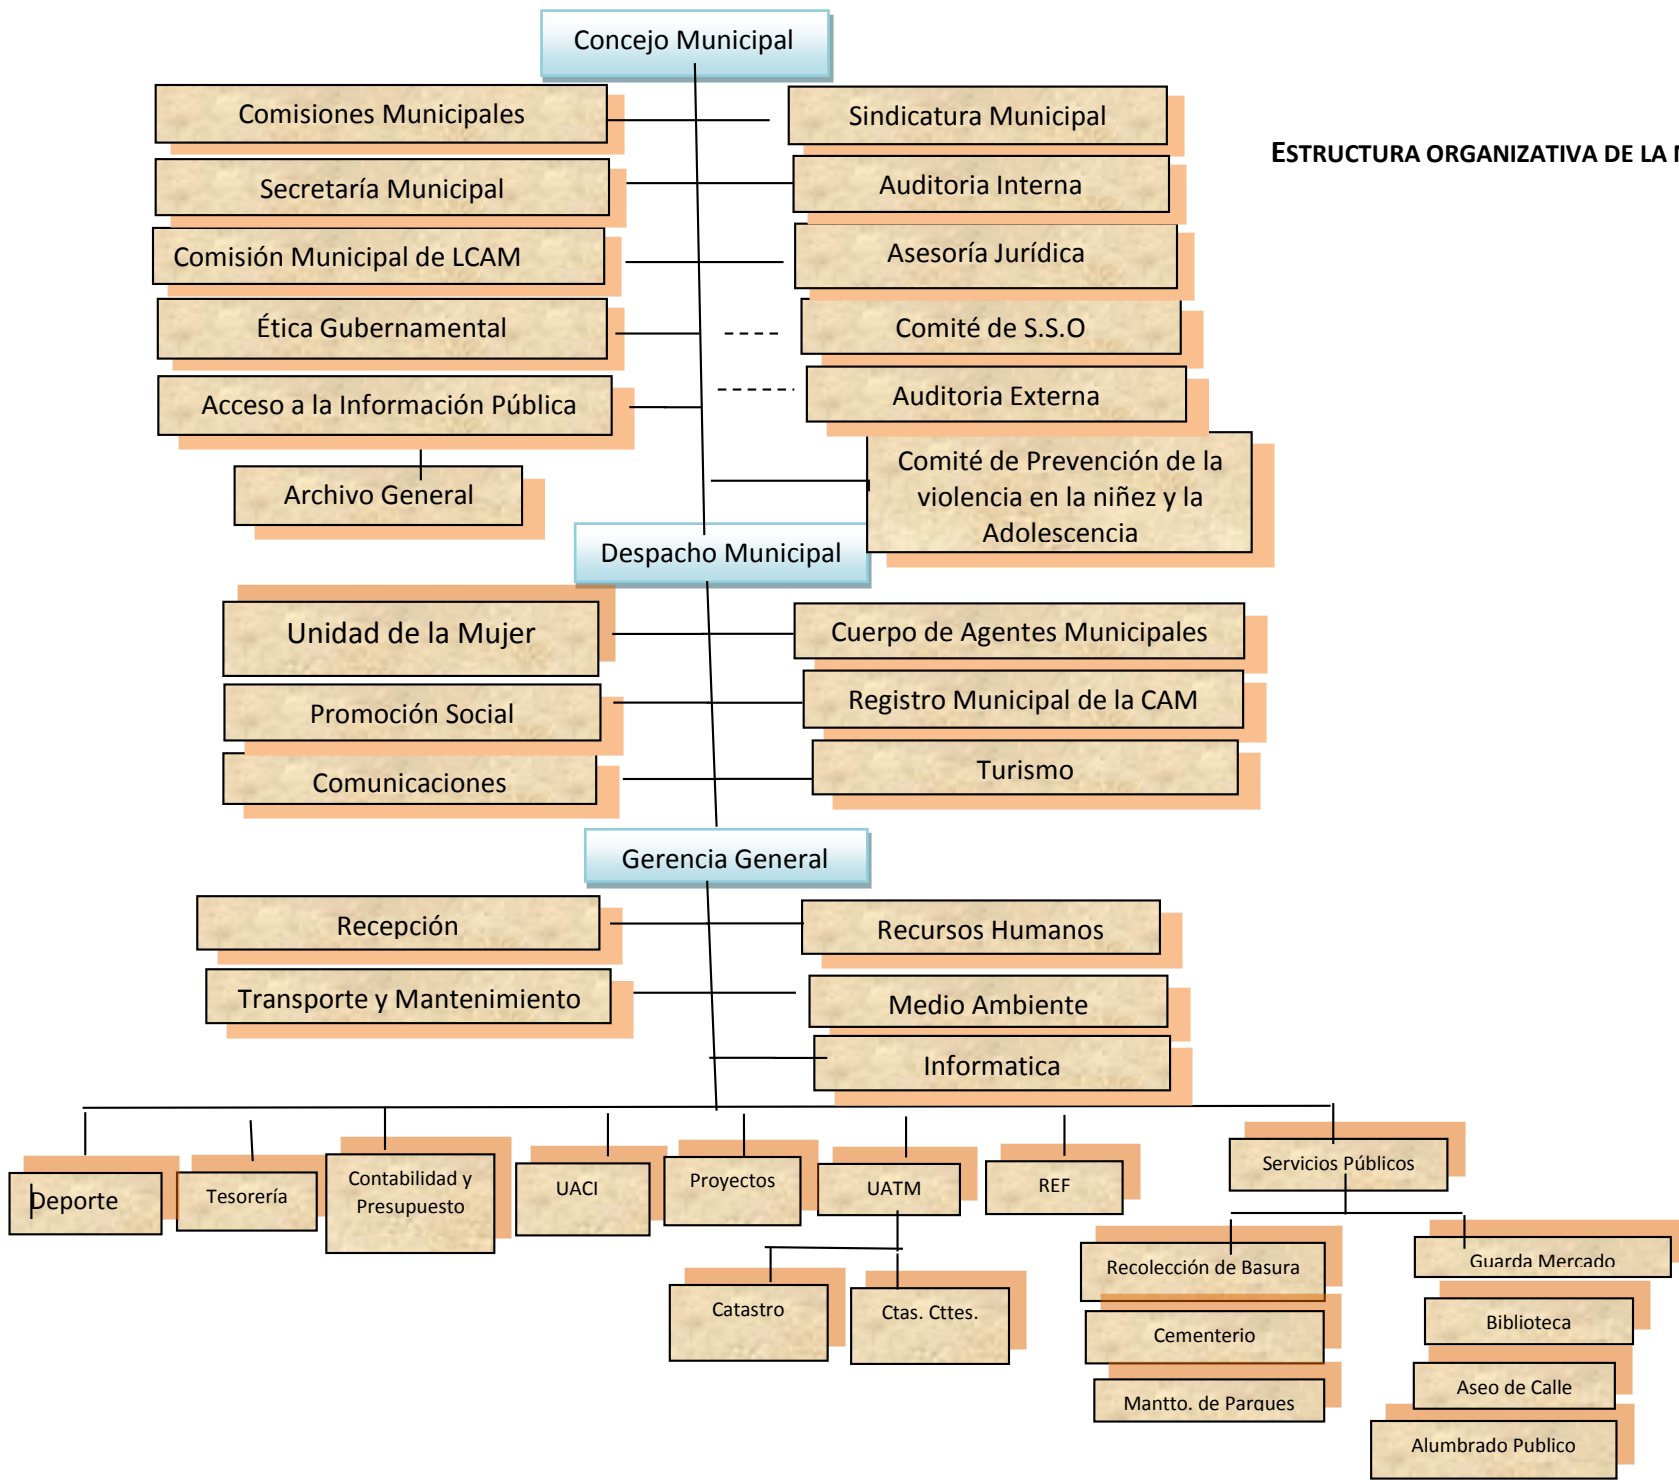 Concejo Municipal
Comisiones Municipales
Sindicatura Municipal
ESTRUCTURA ORGANIZATIVA DE LA
Secretaría Municipal
Auditoria Interna
Comisión Municipal de LCAM
Asesoría Jurídica
Ética Gubernamental
Comité de S.S.O
Acceso a la Información Pública
Auditoria Externa
Archivo General
Comité de Prevención de la
violencia en la niñez y la
Adolescencia
Despacho Municipal
Unidad de la Mujer
Cuerpo de Agentes Municipales
Promoción Social
Registro Municipal de la CAM
Comunicaciones
Turismo
Gerencia General
Recepción
Recursos Humanos
Transporte y Mantenimiento
Medio Ambiente
Informatica
Deporte
Tesorería
Contabilidad y
Presupuesto
UACI
Proyectos
UATM
REF
Servicios Públicos
Catastro
Ctas. Cttes.
Recolección de Basura
Guarda Mercado
Cementerio
Biblioteca
Mantto. de Parques
Aseo de Calle
Alumbrado Publico